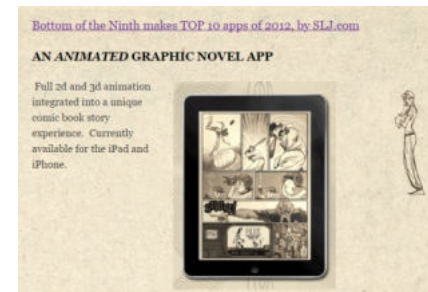 Bottom of the Ninth makes TOP 10 apps of 2012, by SLJ.com
AN ANIMATED GRAPHIC NOVEL APP
Full 2d and 3d animation
integrated into a unique
comic book story
experience. Currently
available for the iPad and
iPhone.